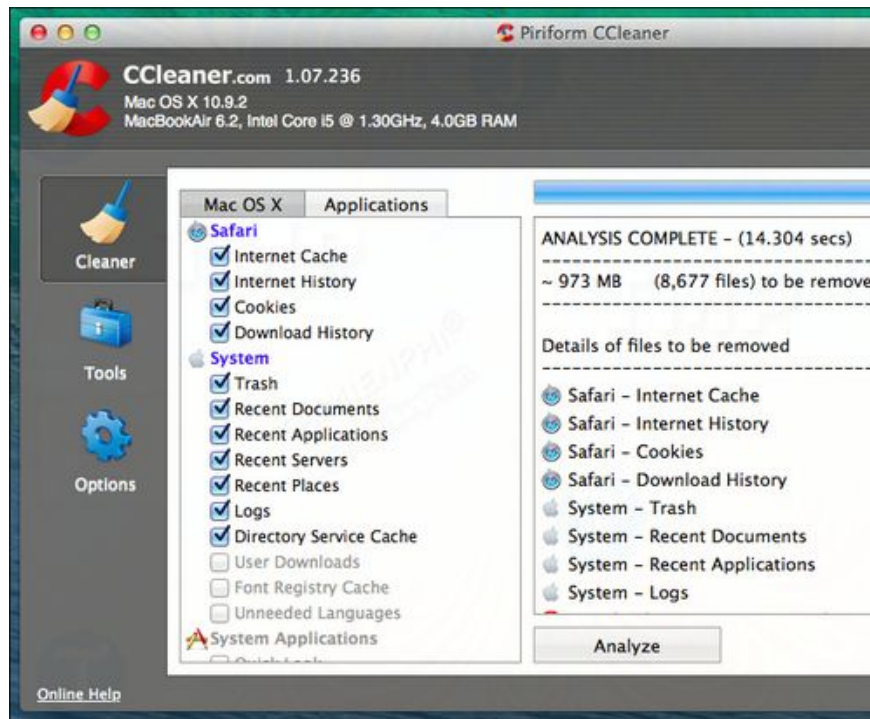 Piriform CCleaner
CCleaner.com 1.07.236
Mac OS X 10.9.2
MacBookAir 6.2, Intel Core i5 @ 1.30GHz, 4.0GB RAM
Cleaner
Tools
Options
Online Help
Mac OS X Applications
Safari
Internet Cache
Internet History
Cookies
Download History
System
Trash
Recent Documents
Recent Applications
Recent Servers
Recent Places
Logs
Directory Service Cache
User Downloads
Font Registry Cache
Unneeded Languages
System Applications
ANALYSIS COMPLETE - (14.304 secs)
~ 973 MB (8,677 files) to be remove
Details of files to be removed
Safari - Internet Cache
Safari - Internet History
Safari - Cookies
Safari - Download History
System - Trash
System - Recent Documents
System - Recent Applications
System - Logs
Analyze